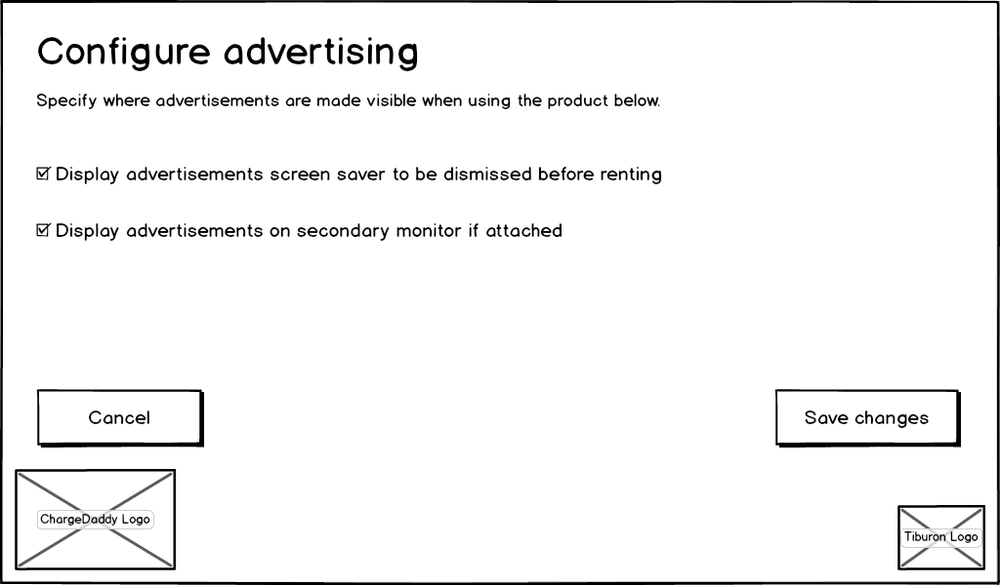 Configure advertising
Specify where advertisements are made visible when using the product below.
Display advertisements screen saver to be dismissed before renting
Display advertisements on secondary monitor if attached
Cancel
Save changes
ChargeDaddy Logo
Tiburon Logo